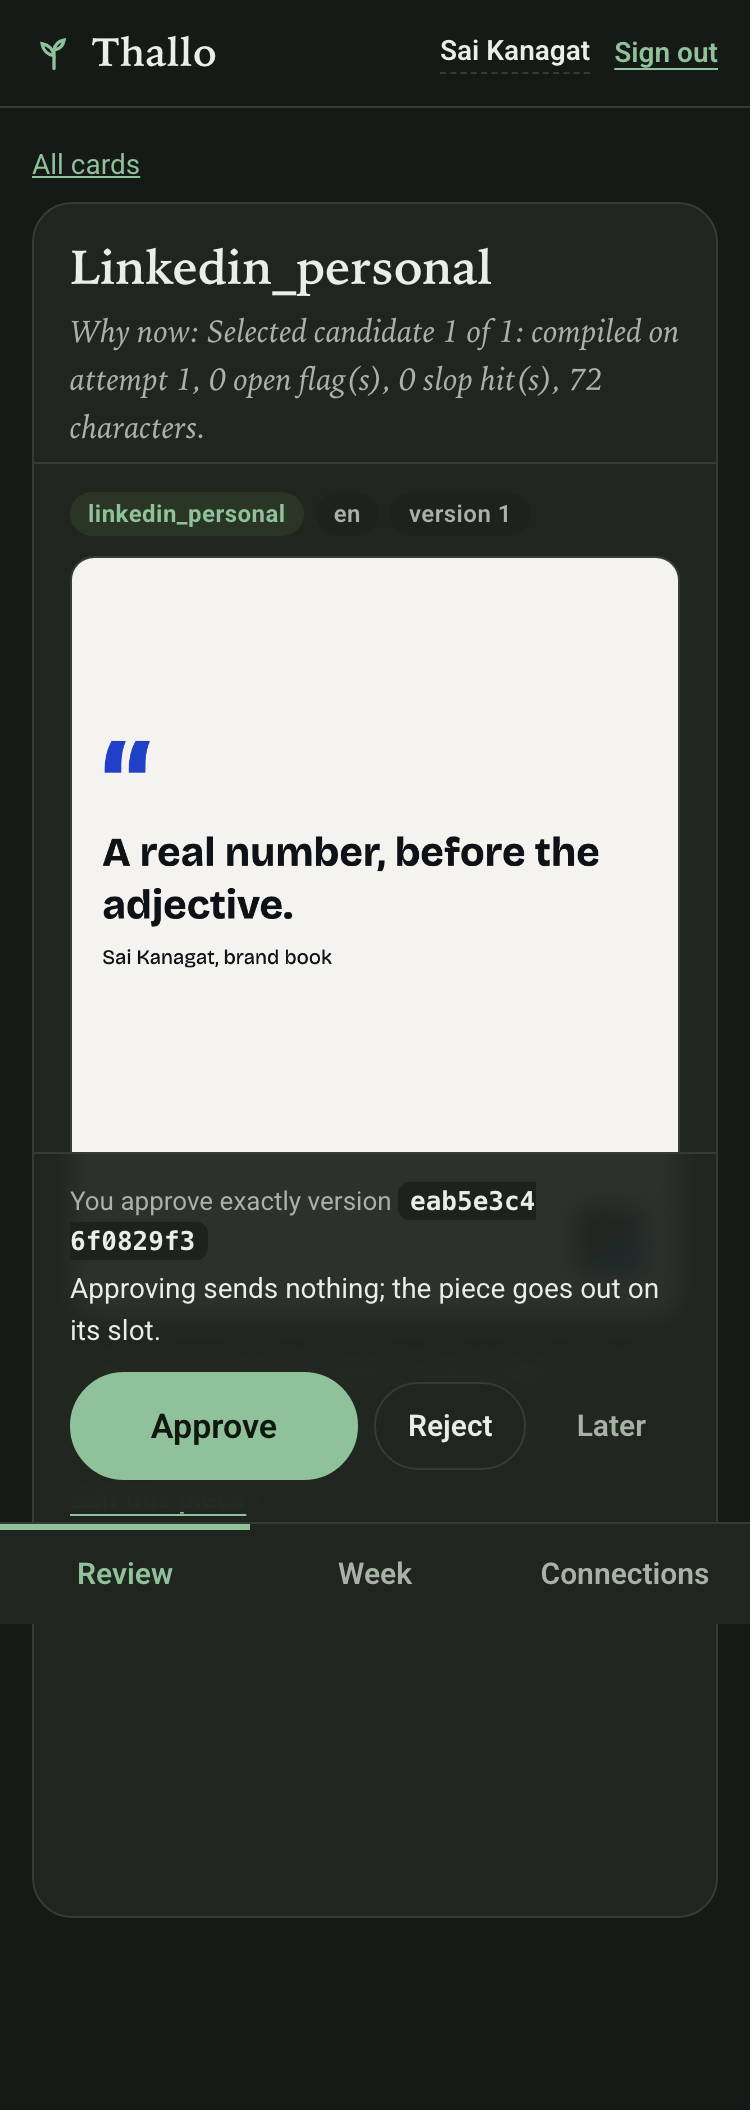 Thallo
Sai Kanagat
Sign out
All cards
Linkedin_personal
Why now: Selected candidate 1 of 1: compiled on
attempt 1, 0 open flag(s), 0 slop hit(s), 72
characters.
linkedin_personal
en
version 1
“
A real number, before the
adjective.
Sai Kanagat, brand book
You approve exactly version eab5e3c4
6f0829f3
Approving sends nothing; the piece goes out on
its slot.
Approve
Reject
Later
Review
Week
Connections